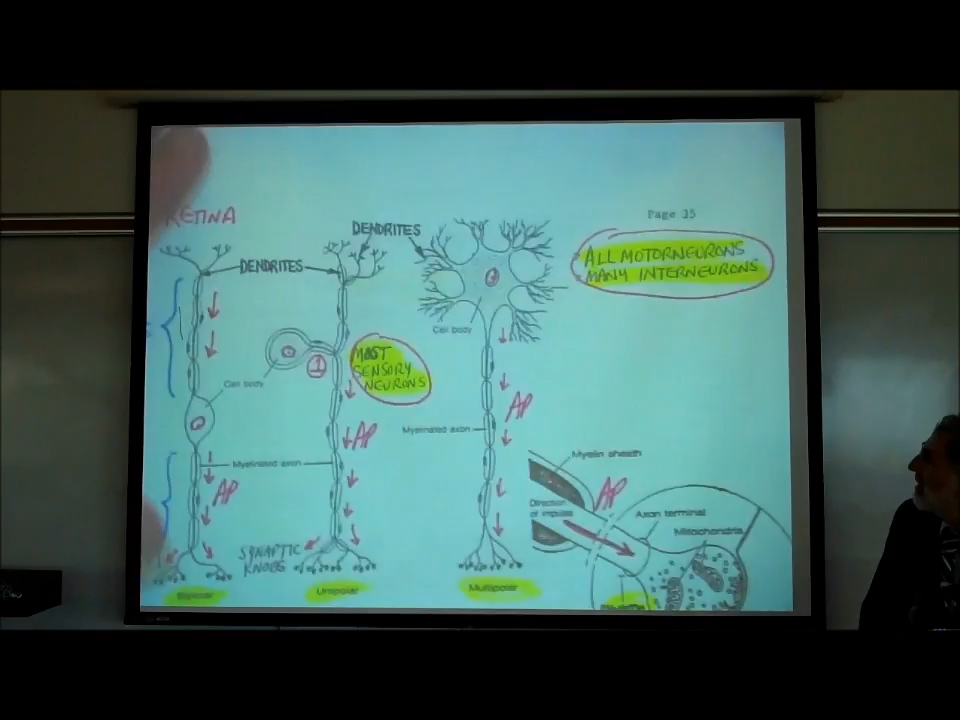 Page 35
RETINA
DENDRITES
ALL MOTORNEURONS
MANY INTERNEURONS
DENDRITES
Cell body
1
MOST
SENSORY
NEURONS
Cell body
AP
AP
Myelinated axon
Myelin sheath
Myelinated axon
AP
AP
Direction
of impulse
Axon terminal
Mitochondria
SYNAPTIC
KNOBS
Bipolar
Unipolar
Multipolar